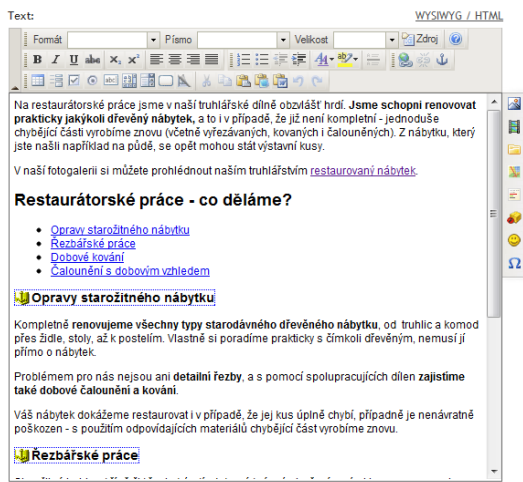 Text:
WYSIWYG / HTML
Formát Písmo Velikost Zdroj
B I U abc X₂ X²
Na restaurátorské práce jsme v naší truhlářské dílně obzvlášť hrdí. Jsme schopni renovovat
prakticky jakýkoli dřevěný nábytek, a to i v případě, že již není kompletní - jednoduše
chybějící části vyrobíme znovu (včetně vyřezávaných, kovaných i čalouněných). Z nábytku, který
jste našli například na půdě, se opět mohou stát výstavní kusy.
V naší fotogalerii si můžete prohlédnout naším truhlářstvím restaurovaný nábytek.
Restaurátorské práce - co děláme?
Opravy starožitného nábytku
Řezbářské práce
Dobové kování
Čalounění s dobovým vzhledem
Opravy starožitného nábytku
Kompletně renovujeme všechny typy starodávného dřevěného nábytku, od truhlic a komod
přes židle, stoly, až k postelím. Vlastně si poradíme prakticky s čímkoli dřevěným, nemusí jí
přímo o nábytek.
Problémem pro nás nejsou ani detailní řezby, a s pomocí spolupracujících dílen zajistíme
také dobové čalounění a kování.
Váš nábytek dokážeme restaurovat i v případě, že jej kus úplně chybí, případně je nenávratně
poškozen - s použitím odpovídajících materiálů chybějící část vyrobíme znovu.
Řezbářské práce